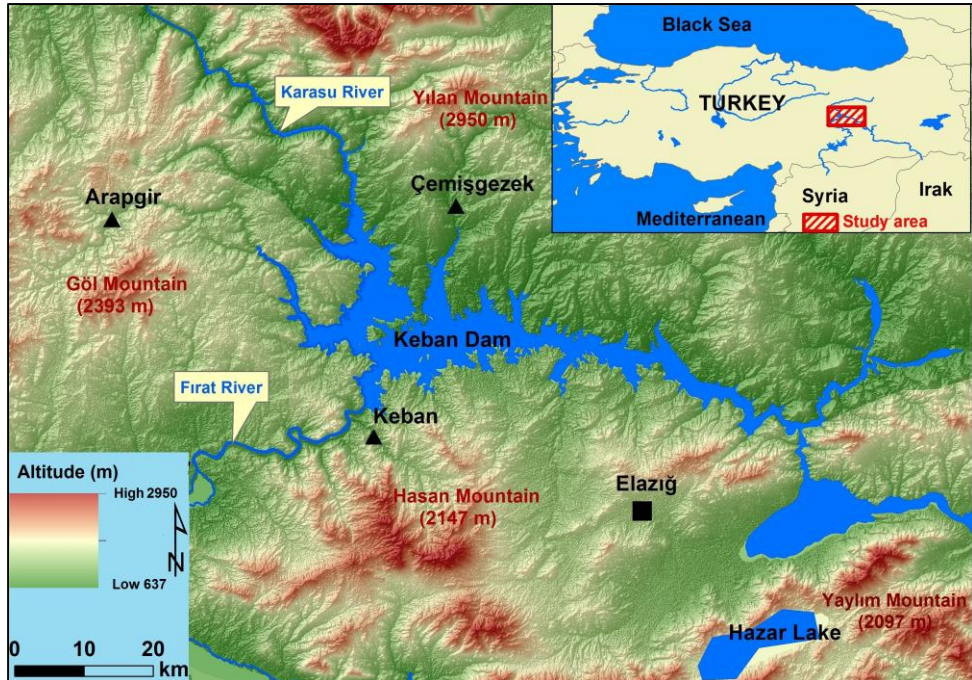 Black Sea
TURKEY
Syria
Irak
Mediterranean
Study area
Karasu River
Yılan Mountain
(2950 m)
Arapgir
Çemişgezek
Göl Mountain
(2393 m)
Keban Dam
Fırat River
Keban
Altitude (m)
High 2950
Low 637
N
Hasan Mountain
(2147 m)
Elazığ
Yaylım Mountain
(2097 m)
Hazar Lake
0 10 20
km